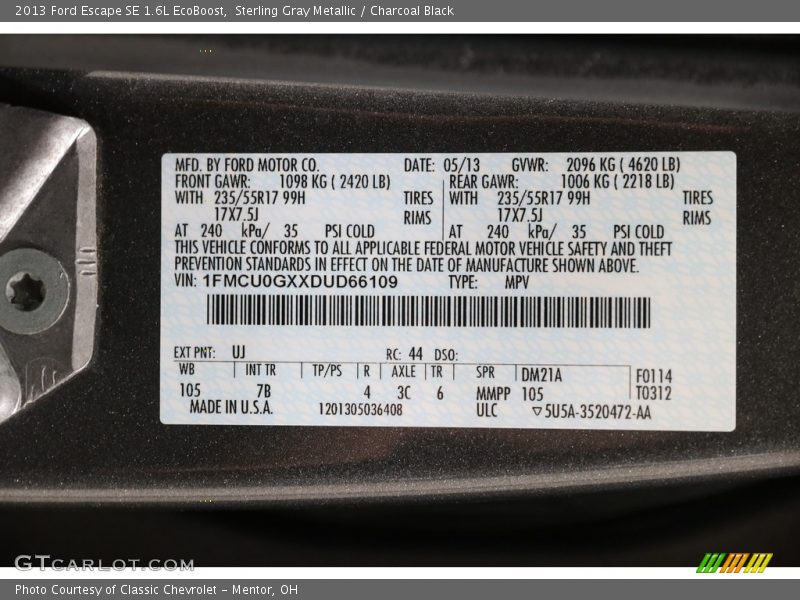 2013 Ford Escape SE 1.6L EcoBoost,  Sterling Gray Metallic / Charcoal Black
MFD. BY FORD MOTOR CO. DATE: 05/13 GVWR: 2096 KG ( 4620 LB)
FRONT GAWR: 1098 KG ( 2420 LB) REAR GAWR: 1006 KG ( 2218 LB)
WITH 235/55R17 99H TIRES WITH 235/55R17 99H TIRES
17X7.5J RIMS 17X7.5J RIMS
AT 240 kPa/ 35 PSI COLD AT 240 kPa/ 35 PSI COLD
THIS VEHICLE CONFORMS TO ALL APPLICABLE FEDERAL MOTOR VEHICLE SAFETY AND THEFT
PREVENTION STANDARDS IN EFFECT ON THE DATE OF MANUFACTURE SHOWN ABOVE.
VIN: 1FMCU0GXXDUD66109 TYPE: MPV
EXT PNT: UJ RC: 44 DSO:
WB INT TR TP/PS R AXLE TR SPR DM21A F0114
105 7B 4 3C 6 MMPP 105 T0312
MADE IN U.S.A. 1201305036408 ULC ▽5U5A-3520472-AA
GTCARLOT.COM
Photo Courtesy of Classic Chevrolet - Mentor, OH